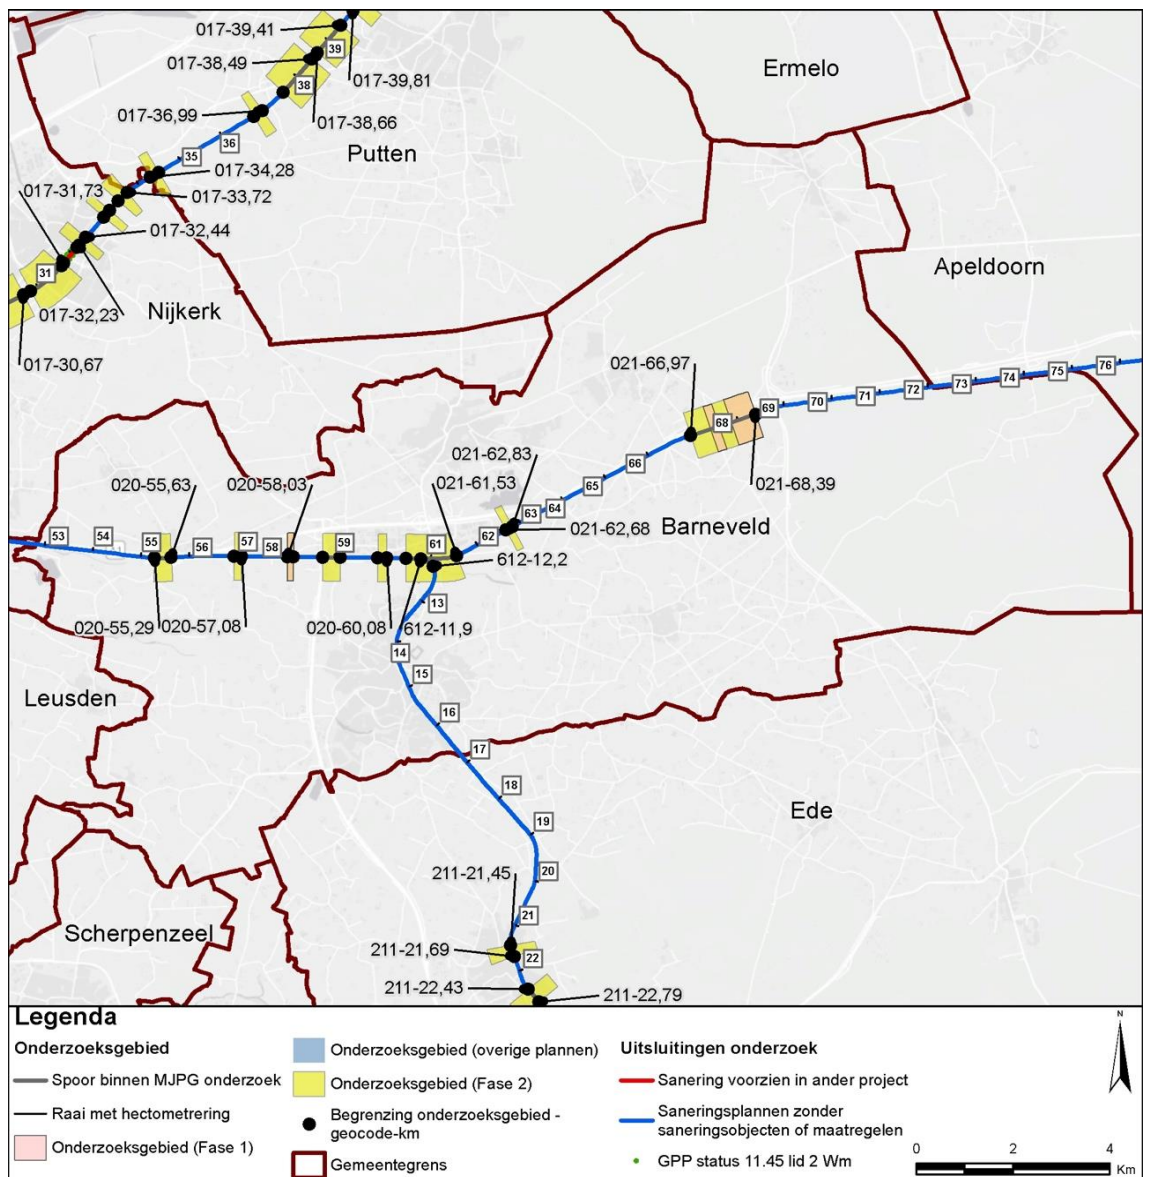 017-39,41
39
Ermelo
017-38,49
38
017-39,81
017-36,99
017-38,66
36
Putten
35
017-34,28
017-31,73
017-33,72
017-32,44
Apeldoorn
31
Nijkerk
017-32,23
017-30,67
021-66,97
76
75
74
73
72
71
70
69
68
021-62,83
66
020-55,63
020-58,03
021-61,53
65
021-68,39
64
63
Barneveld
021-62,68
53
54
55
56
57
58
59
61
62
612-12,2
13
020-55,29
020-57,08
020-60,08
612-11,9
14
15
Leusden
16
17
18
Ede
19
20
211-21,45
21
Scherpenzeel
211-21,69
22
211-22,43
211-22,79
Legenda
Onderzoeksgebied
Spoor binnen MJPG onderzoek
Raai met hectometrering
Onderzoeksgebied (Fase 1)
Onderzoeksgebied (overige plannen)
Onderzoeksgebied (Fase 2)
Begrenzing onderzoeksgebied -
geocode-km
Gemeentegrens
Uitsluitingen onderzoek
Sanering voorzien in ander project
Saneringsplannen zonder
saneringsobjecten of maatregelen
GPP status 11.45 lid 2 Wm
N
0 2 4
Km